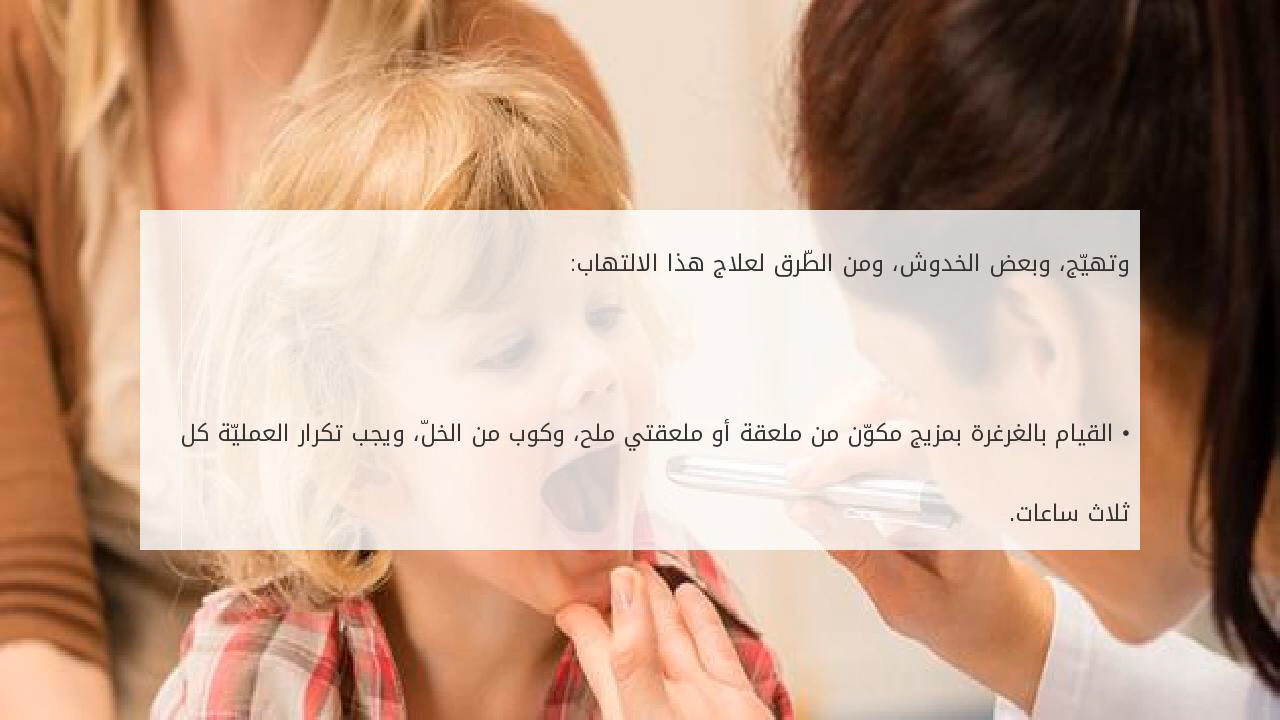 وتهيّج، وبعض الخدوش، ومن الطّرق لعلاج هذا الالتهاب:
• القيام بالغرغرة بمزيج مكوّن من ملعقة أو ملعقتي ملح، وكوب من الخلّ، ويجب تكرار العمليّة كل
ثلاث ساعات.